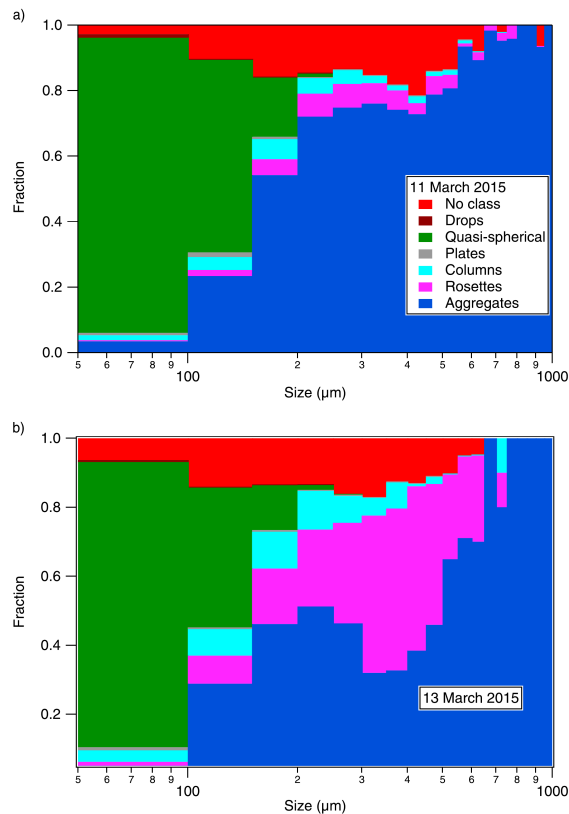 a)
1.0
0.8
0.6
0.4
0.2
0.0
Fraction
11 March 2015
No class
Drops
Quasi-spherical
Plates
Columns
Rosettes
Aggregates
5 6 7 8 9 100 2 3 4 5 6 7 8 9 1000
Size (µm)
b)
1.0
0.8
0.6
0.4
0.2
Fraction
13 March 2015
5 6 7 8 9 100 2 3 4 5 6 7 8 9 1000
Size (µm)